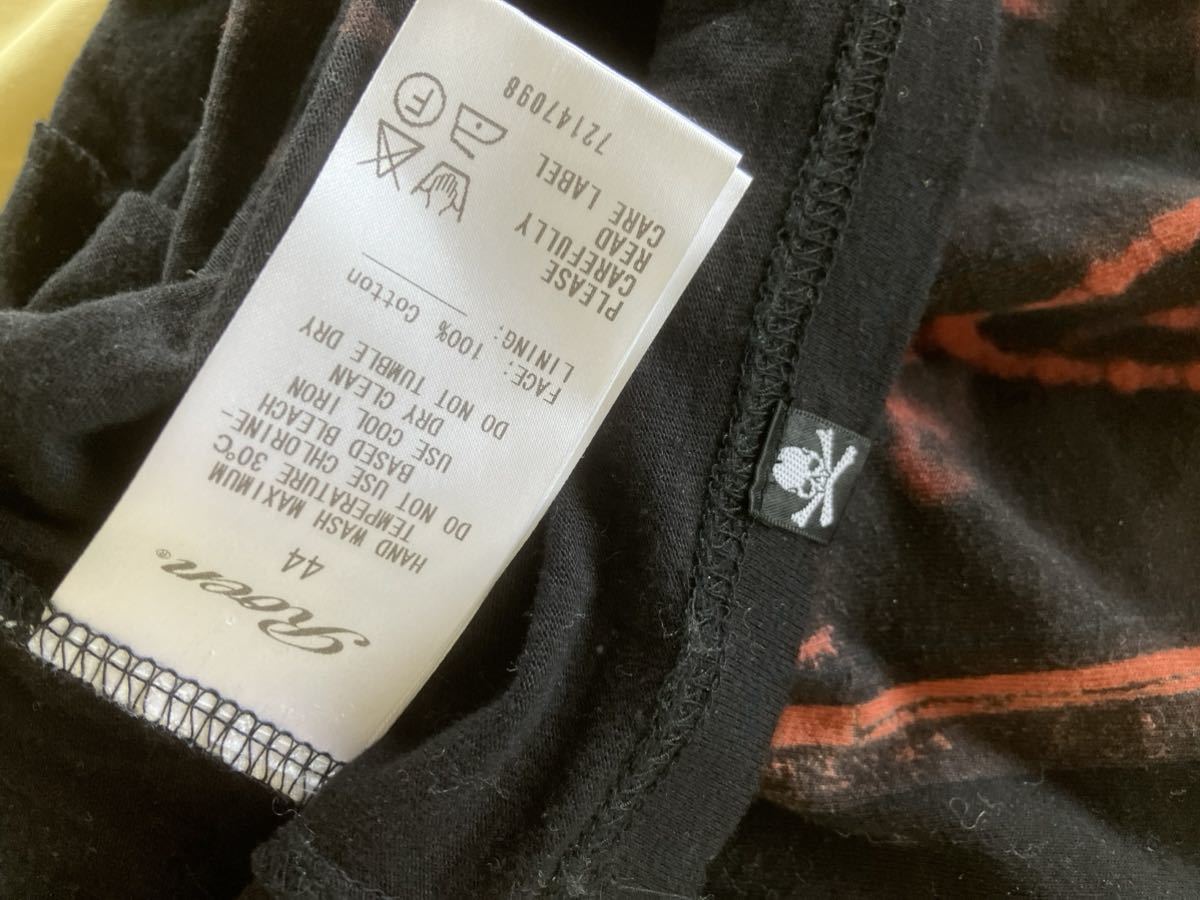 Roen®
44
HAND WASH MAXIMUM
TEMPERATURE 30°C
DO NOT USE CHLORINE-
BASED BLEACH
USE COOL IRON
DRY CLEAN
DO NOT TUMBLE DRY
FACE: 100% Cotton
LINING:
PLEASE
CAREFULLY
READ
CARE LABEL
F
72147098